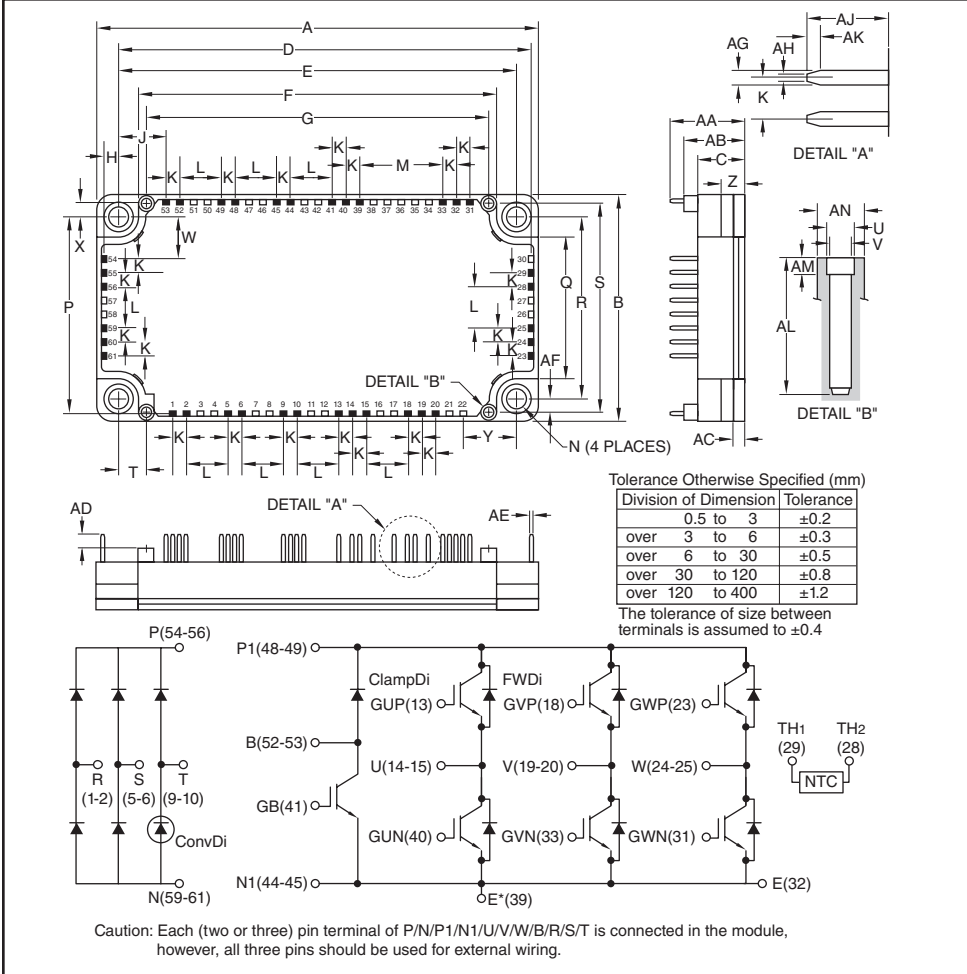 A
D
E
F
G
J
H
K
L
K
L
K
L
K
K
M
K
K
53 52 51 50 49 48 47 46 45 44 43 42 41 40 39 38 37 36 35 34 33 32 31
X
W
P
54
55
56
57
58
59
60
61
K
K
L
K
K
30
29
28
27
26
25
24
23
K
L
K
K
Q
R
S
B
AF
DETAIL "B"
1 2 3 4 5 6 7 8 9 10 11 12 13 14 15 16 17 18 19 20 21 22
K
K
K
K
K
K
K
Y
N (4 PLACES)
T
L
L
L
L
AJ
AK
AG
AH
K
DETAIL "A"
AA
AB
C
Z
AC
AN
U
V
AM
AL
DETAIL "B"
AD
DETAIL "A"
AE
Tolerance Otherwise Specified (mm)
Division of Dimension Tolerance
0.5 to 3 ±0.2
over 3 to 6 ±0.3
over 6 to 30 ±0.5
over 30 to 120 ±0.8
over 120 to 400 ±1.2
The tolerance of size between
terminals is assumed to ±0.4
P(54-56)
R
(1-2)
S
(5-6)
T
(9-10)
ConvDi
N(59-61)
P1(48-49)
ClampDi
B(52-53)
GB(41)
N1(44-45)
GUP(13)
FWDi
GVP(18)
GWP(23)
U(14-15)
V(19-20)
W(24-25)
GUN(40)
GVN(33)
GWN(31)
E*(39)
E(32)
TH1
(29)
TH2
(28)
NTC
Caution: Each (two or three) pin terminal of P/N/P1/N1/U/V/W/B/R/S/T is connected in the module,
however, all three pins should be used for external wiring.